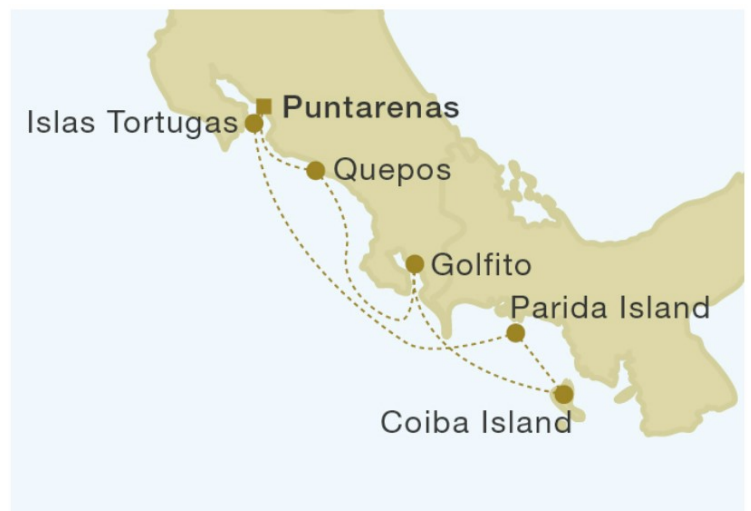 Puntarenas
Islas Tortugas
Quepos
Golfito
Parida Island
Coiba Island